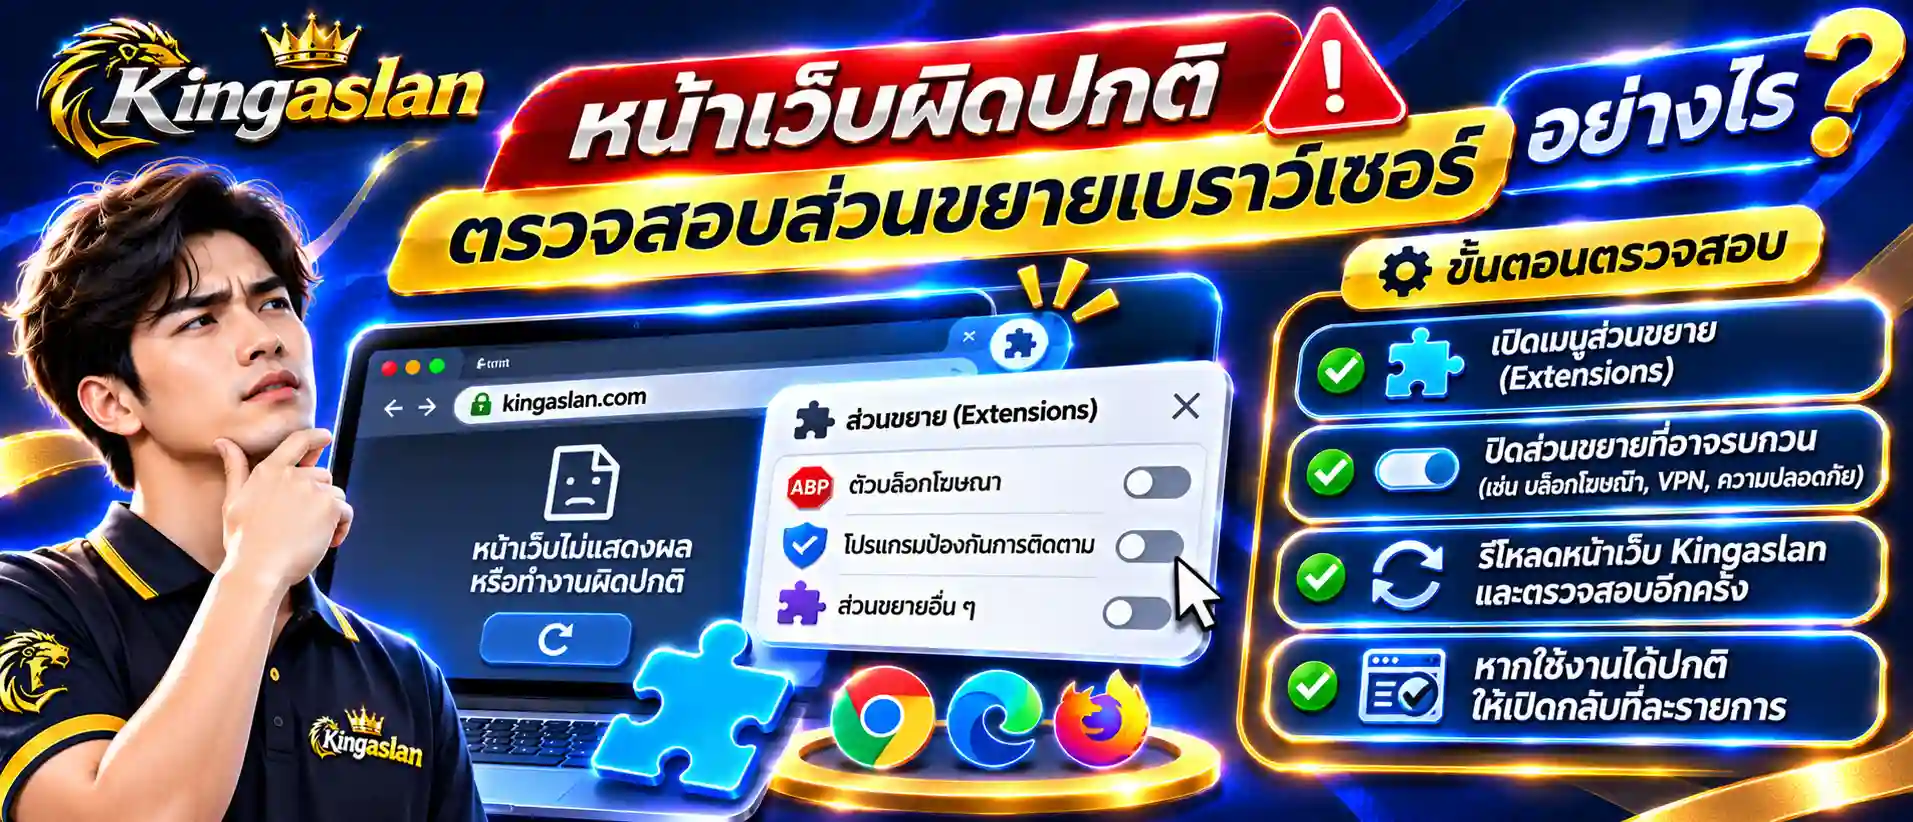 Kingaslan
หน้าเว็บผิดปกติ
!
ตรวจสอบส่วนขยายเบราว์เซอร์
อย่างไร ?
kingaslan.com
หน้าเว็บไม่แสดงผล
หรือทำงานผิดปกติ
ส่วนขยาย (Extensions)
ABP ตัวบล็อกโฆษณา
โปรแกรมป้องกันการติดตาม
ส่วนขยายอื่น ๆ
ขั้นตอนตรวจสอบ
เปิดเมนูส่วนขยาย
(Extensions)
ปิดส่วนขยายที่อาจรบกวน
(เช่น บล็อกโฆษณ๊า, VPN, ความปลอดภัย)
รีโหลดหน้าเว็บ Kingaslan
และตรวจสอบอีกครั้ง
หากใช้งานได้ปกติ
ให้เปิดกลับทีละรายการ
Kingaslan